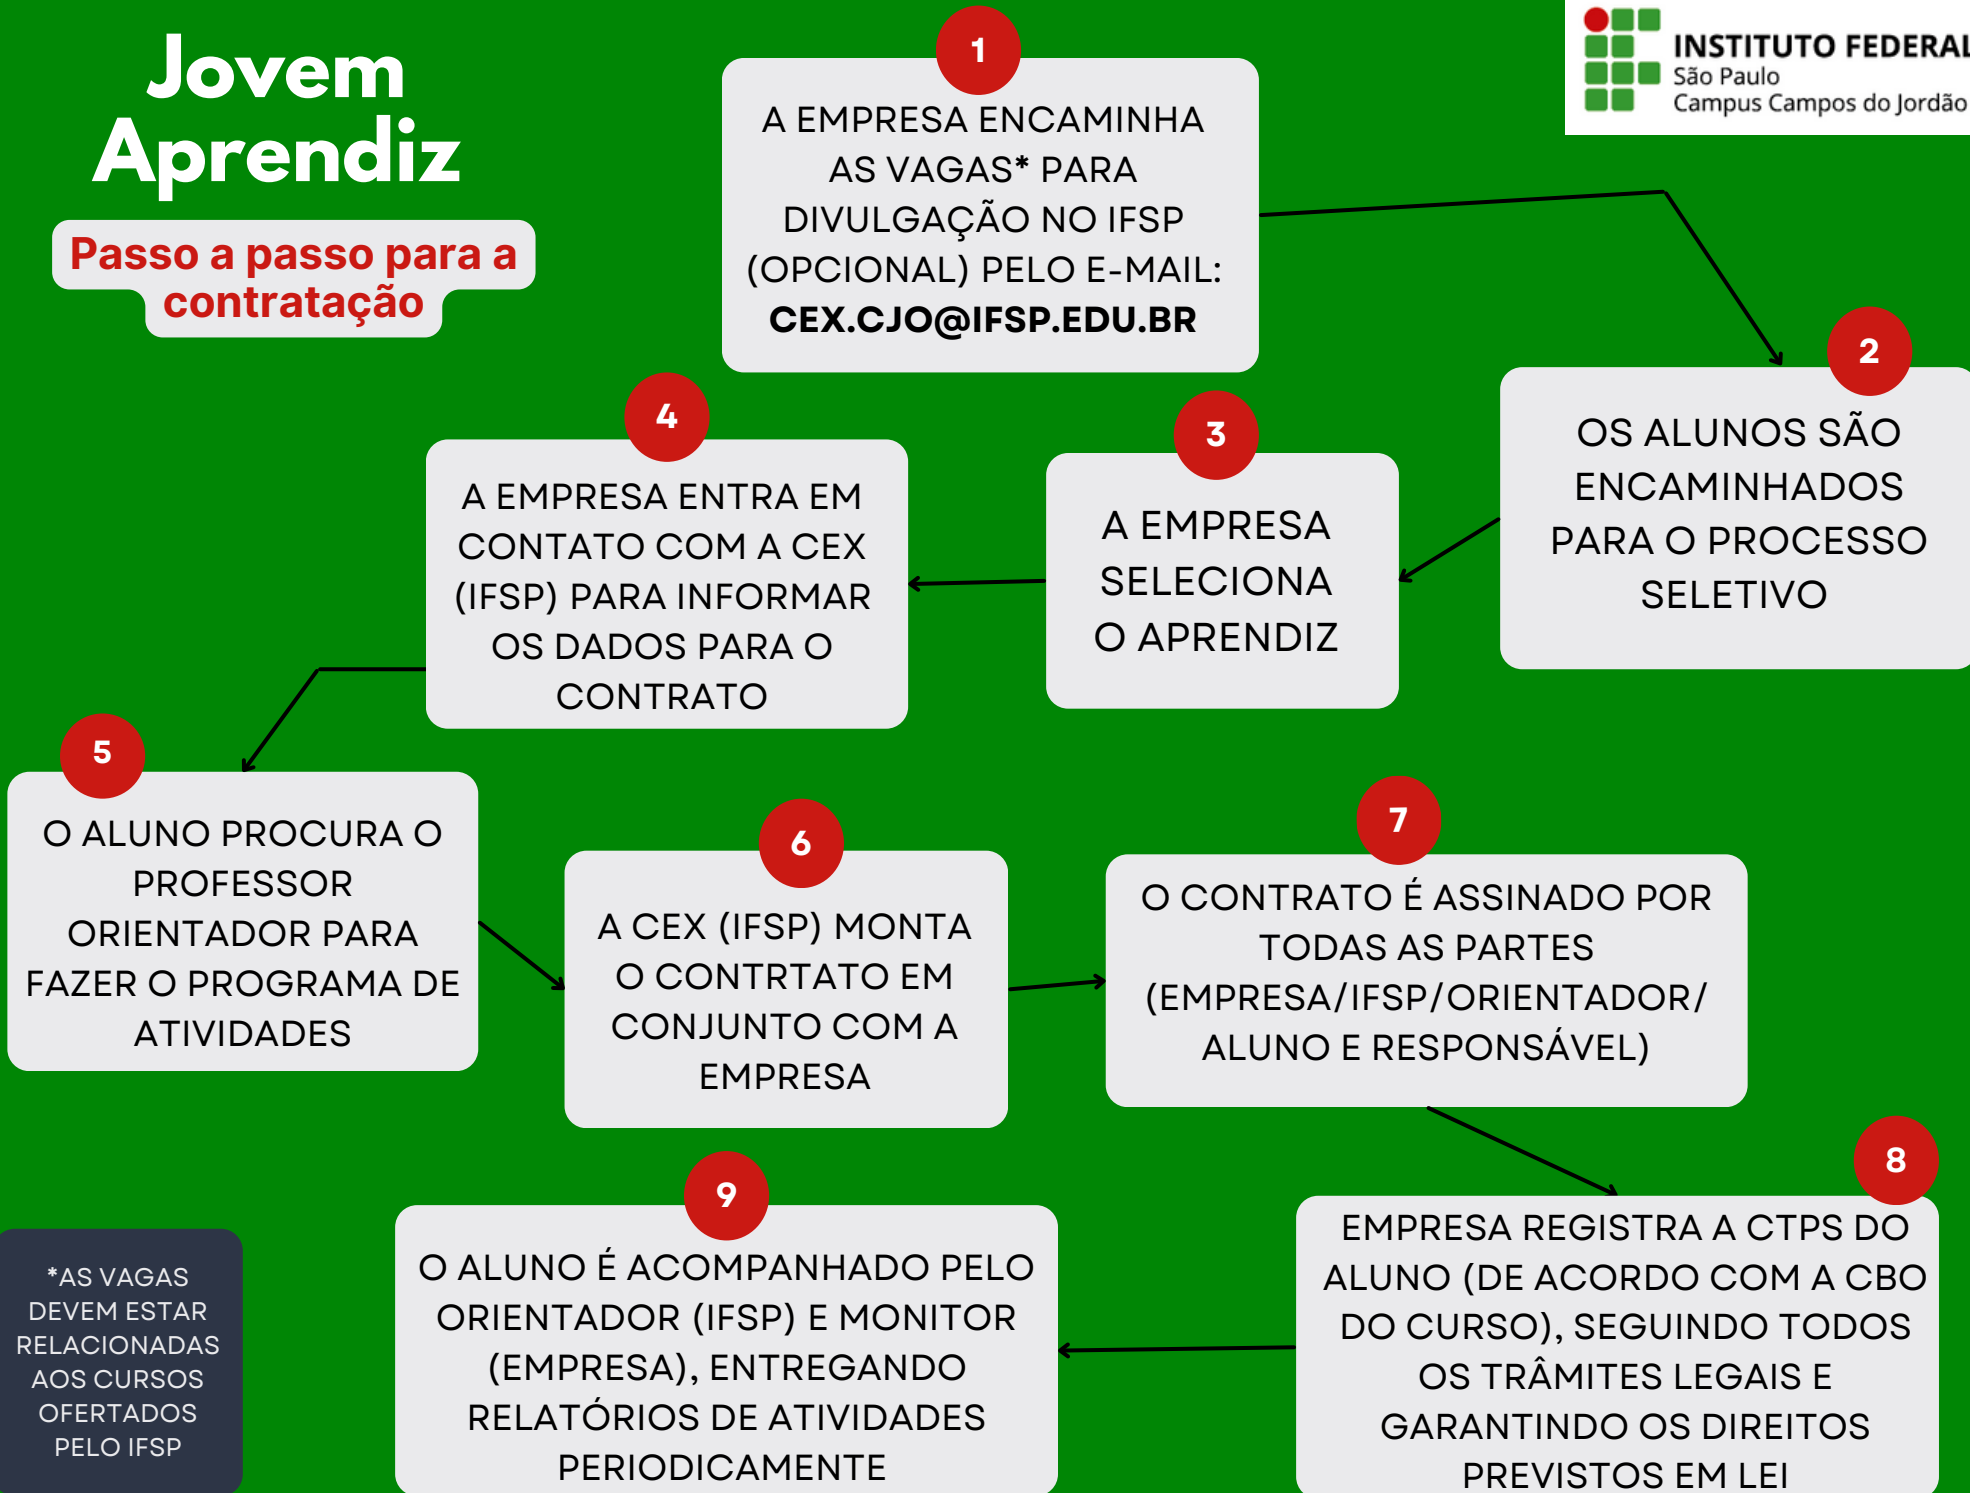 Jovem
Aprendiz
Passo a passo para a
contratação
INSTITUTO FEDERAL
São Paulo
Campus Campos do Jordão
1
A EMPRESA ENCAMINHA
AS VAGAS* PARA
DIVULGAÇÃO NO IFSP
(OPCIONAL) PELO E-MAIL:
CEX.CJO@IFSP.EDU.BR
2
OS ALUNOS SÃO
ENCAMINHADOS
PARA O PROCESSO
SELETIVO
3
A EMPRESA
SELECIONA
O APRENDIZ
4
A EMPRESA ENTRA EM
CONTATO COM A CEX
(IFSP) PARA INFORMAR
OS DADOS PARA O
CONTRATO
5
O ALUNO PROCURA O
PROFESSOR
ORIENTADOR PARA
FAZER O PROGRAMA DE
ATIVIDADES
6
A CEX (IFSP) MONTA
O CONTRTATO EM
CONJUNTO COM A
EMPRESA
7
O CONTRATO É ASSINADO POR
TODAS AS PARTES
(EMPRESA/IFSP/ORIENTADOR/
ALUNO E RESPONSÁVEL)
8
EMPRESA REGISTRA A CTPS DO
ALUNO (DE ACORDO COM A CBO
DO CURSO), SEGUINDO TODOS
OS TRÂMITES LEGAIS E
GARANTINDO OS DIREITOS
PREVISTOS EM LEI
9
O ALUNO É ACOMPANHADO PELO
ORIENTADOR (IFSP) E MONITOR
(EMPRESA), ENTREGANDO
RELATÓRIOS DE ATIVIDADES
PERIODICAMENTE
*AS VAGAS
DEVEM ESTAR
RELACIONADAS
AOS CURSOS
OFERTADOS
PELO IFSP